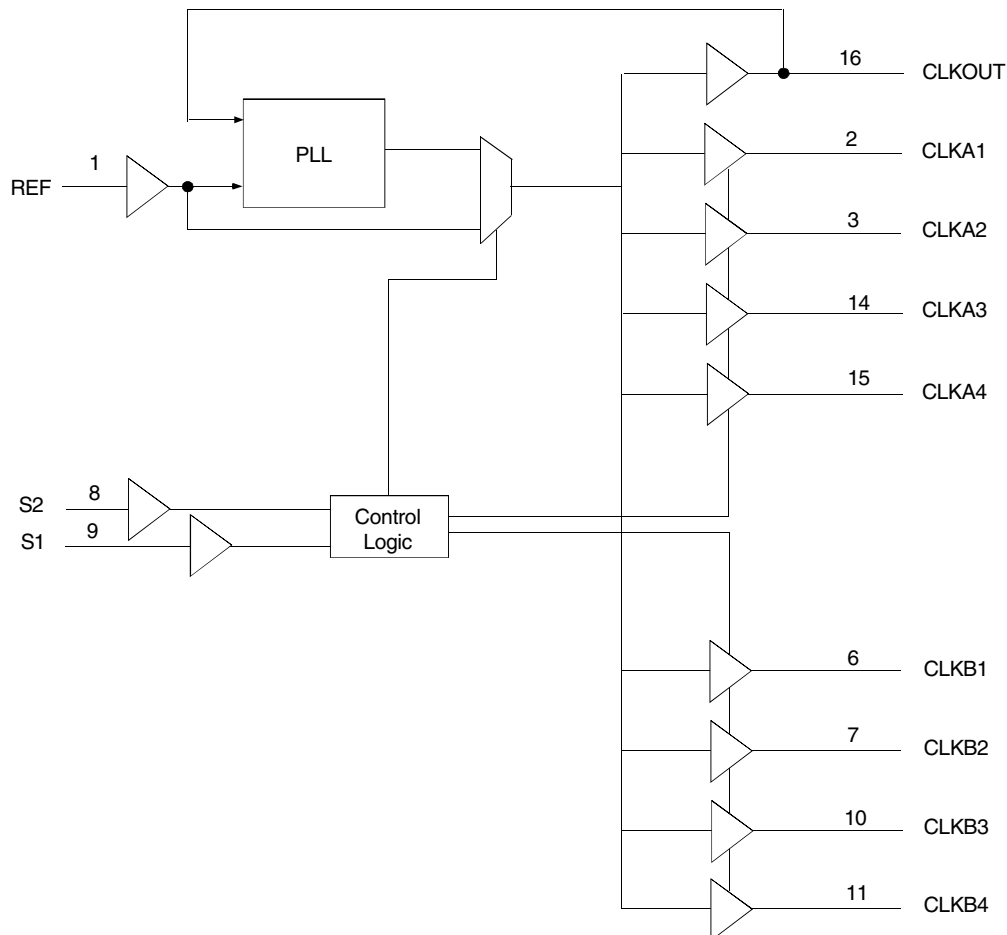 16 CLKOUT
PLL
1
REF
2 CLKA1
3 CLKA2
14 CLKA3
15 CLKA4
S2 8
S1 9
Control
Logic
6 CLKB1
7 CLKB2
10 CLKB3
11 CLKB4